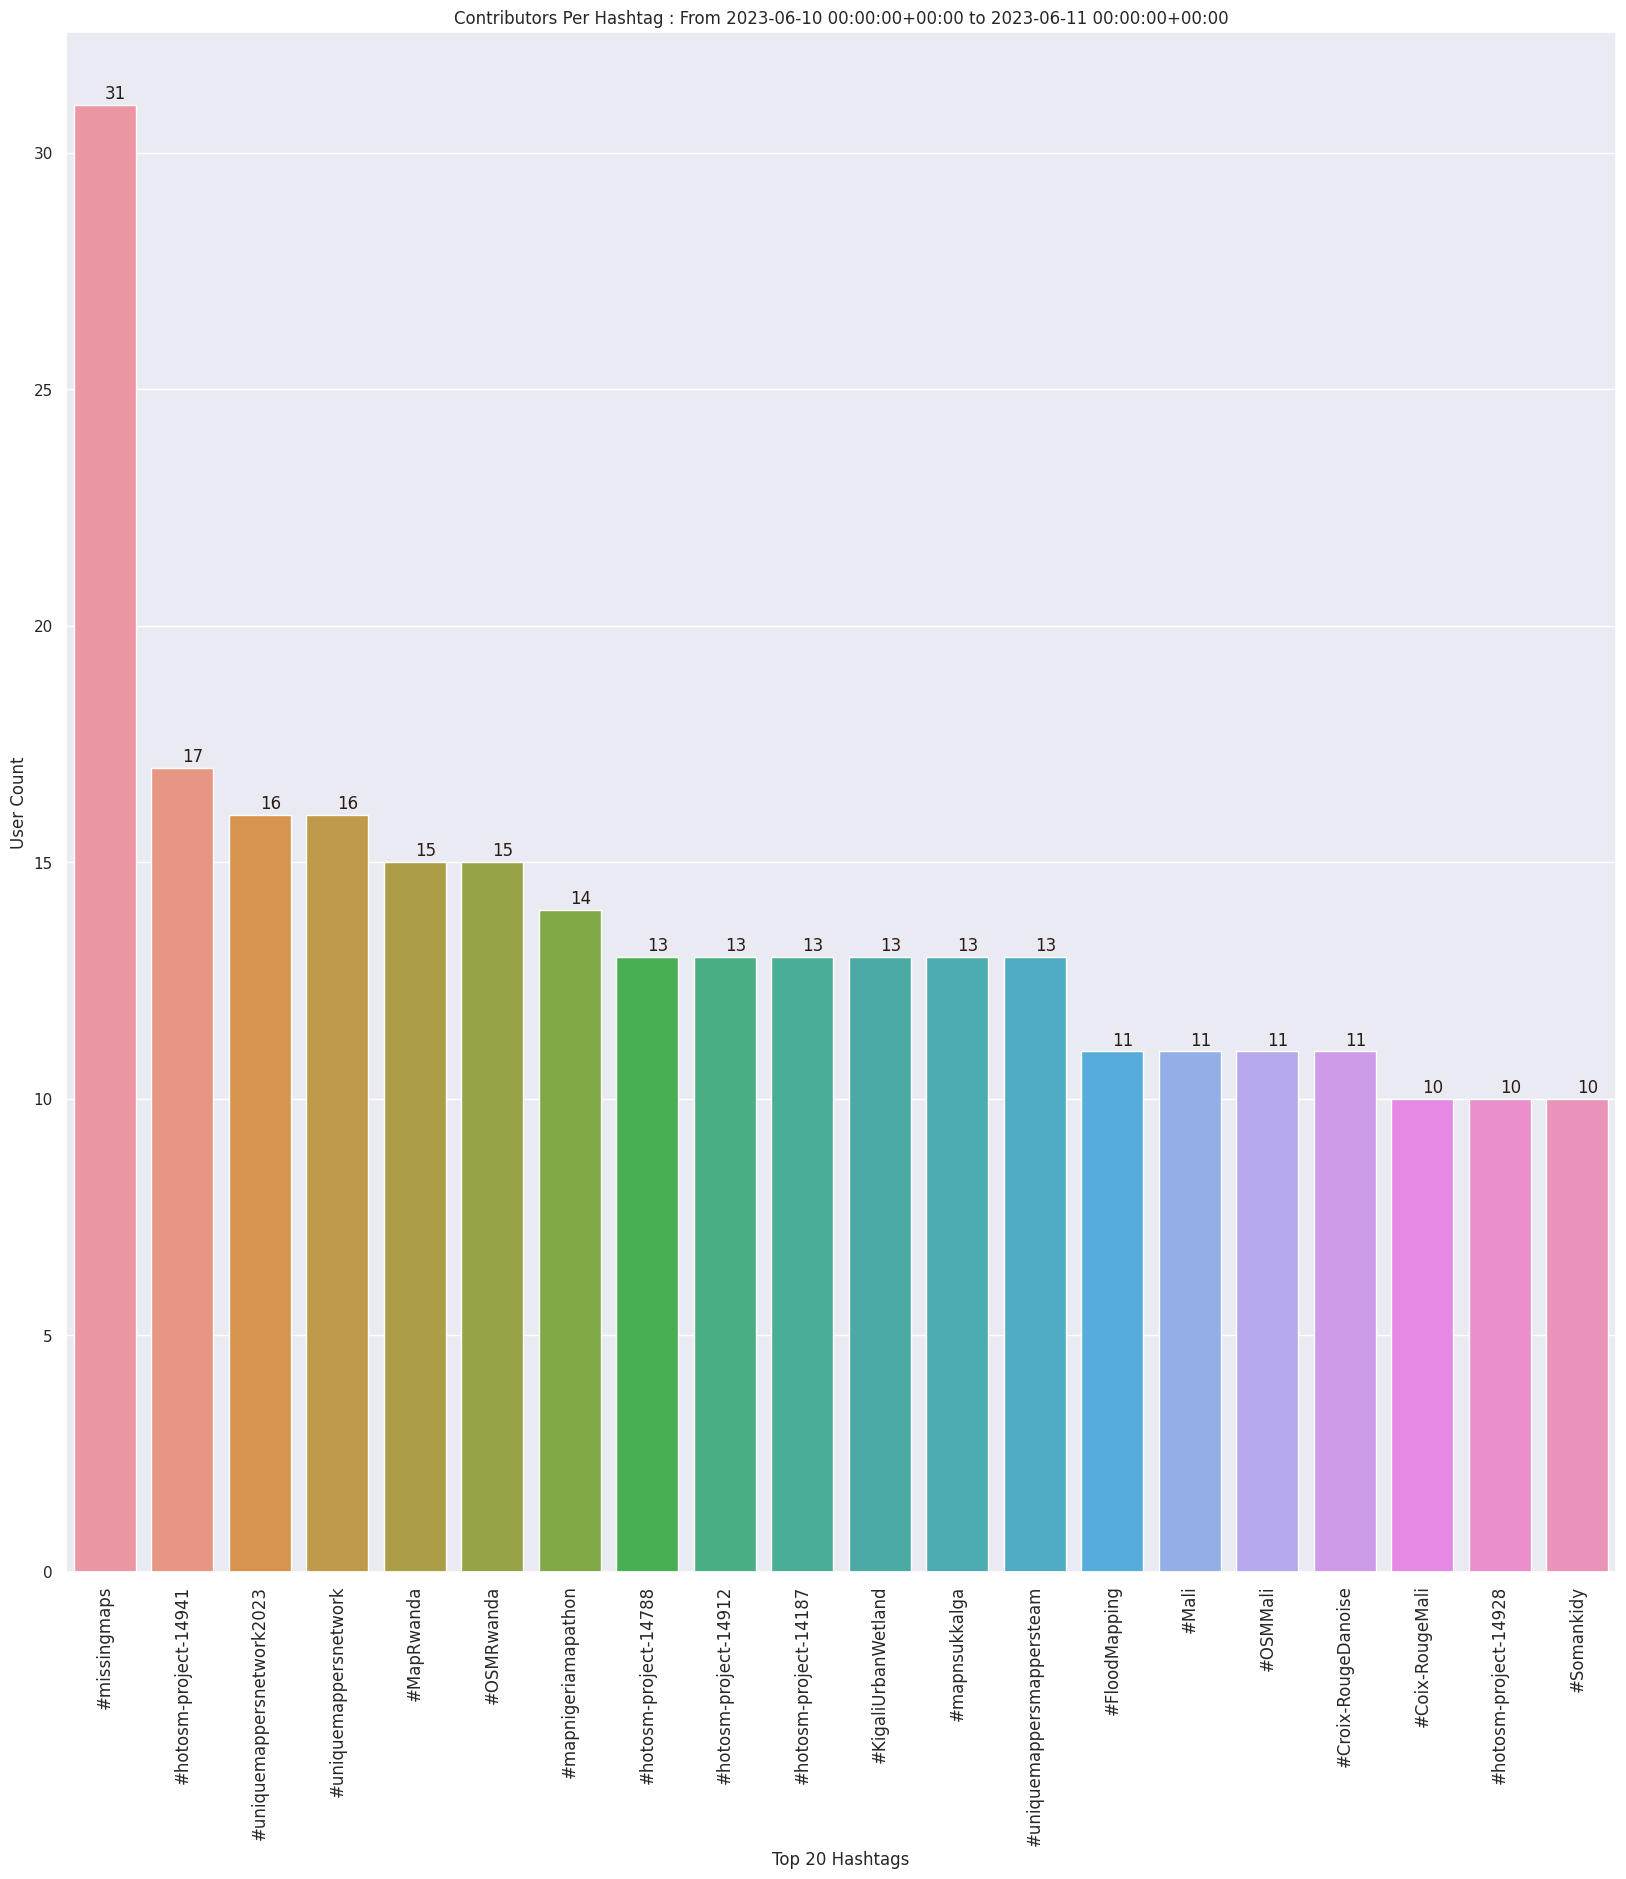 Contributors Per Hashtag : From 2023-06-10 00:00:00+00:00 to 2023-06-11 00:00:00+00:00
User Count
30
25
20
15
10
5
0
31
17
16
16
15
15
14
13
13
13
13
13
13
11
11
11
11
10
10
10
#missingmaps
#hotosm-project-14941
#uniquemappersnetwork2023
#uniquemappersnetwork
#MapRwanda
#OSMRwanda
#mapnigeriamapathon
#hotosm-project-14788
#hotosm-project-14912
#hotosm-project-14187
#KigaliUrbanWetland
#mapnsukkalga
#uniquemappersmappersteam
#FloodMapping
#Mali
#OSMMali
#Croix-RougeDanoise
#Coix-RougeMali
#hotosm-project-14928
#Somankidy
Top 20 Hashtags